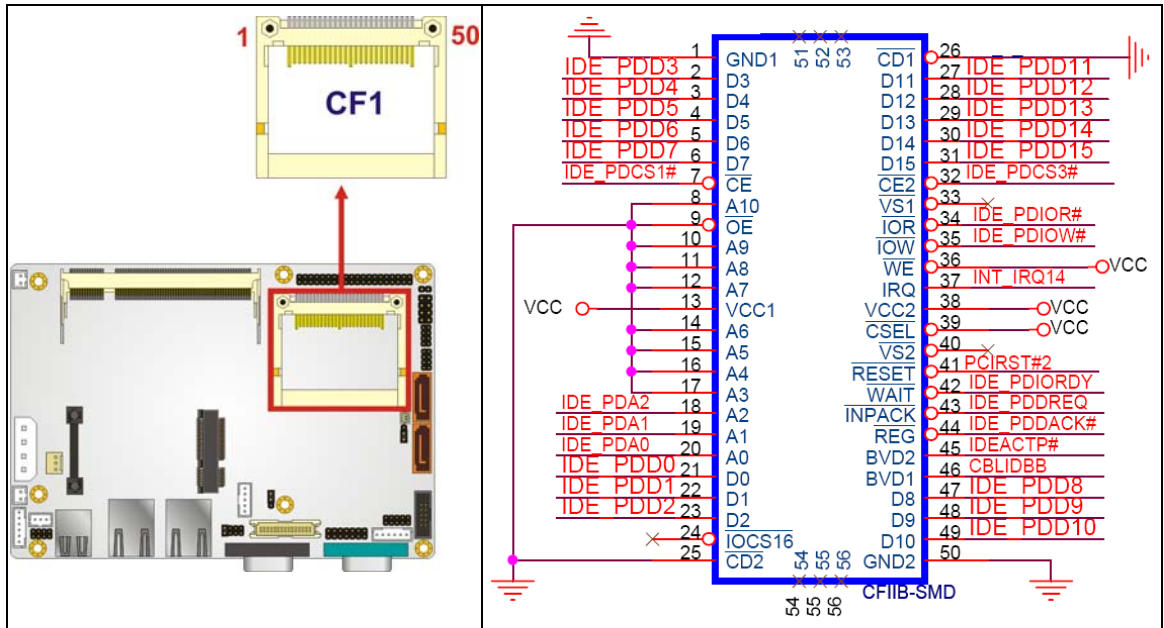 1 50
CF1
51 52 53
1 GND1
IDE_PDD3 2 D3
IDE_PDD4 3 D4
IDE_PDD5 4 D5
IDE_PDD6 5 D6
IDE_PDD7 6 D7
IDE_PDCS1# 7 CE
8 A10
9 OE
10 A9
11 A8
12 A7
VCC 13 VCC1
14 A6
15 A5
16 A4
17 A3
IDE_PDA2 18 A2
IDE_PDA1 19 A1
IDE_PDA0 20 A0
IDE_PDD0 21 D0
IDE_PDD1 22 D1
IDE_PDD2 23 D2
24 IOCS16
25 CD2
CD1 26
D11 27 IDE_PDD11
D12 28 IDE_PDD12
D13 29 IDE_PDD13
D14 30 IDE_PDD14
D15 31 IDE_PDD15
CE2 32 IDE_PDCS3#
VS1 33
IOR 34 IDE_PDIOR#
IOW 35 IDE_PDIOW#
WE 36 VCC
IRQ 37 INT_IRQ14
VCC2 38 VCC
CSEL 39 VCC
VS2 40
RESET 41 PCIRST#2
WAIT 42 IDE_PDIORDY
INPACK 43 IDE_PDDREQ
REG 44 IDE_PDDACK#
BVD2 45 IDEACTP#
BVD1 46 CBLIDBB
D8 47 IDE_PDD8
D9 48 IDE_PDD9
D10 49 IDE_PDD10
GND2 50
54 55 56
54 55 56
CFIIB-SMD